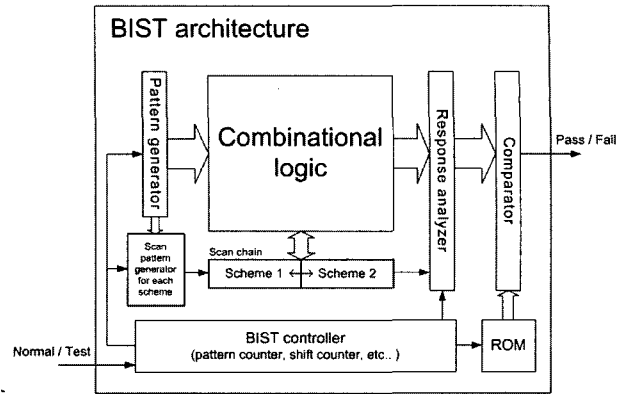 BIST architecture
Pattern generator
Combinational
logic
Response analyzer
Comparator
Pass / Fail
Scan
pattern
generator
for each
scheme
Scan chain
Scheme 1
Scheme 2
BIST controller
(pattern counter, shift counter, etc.. )
ROM
Normal / Test